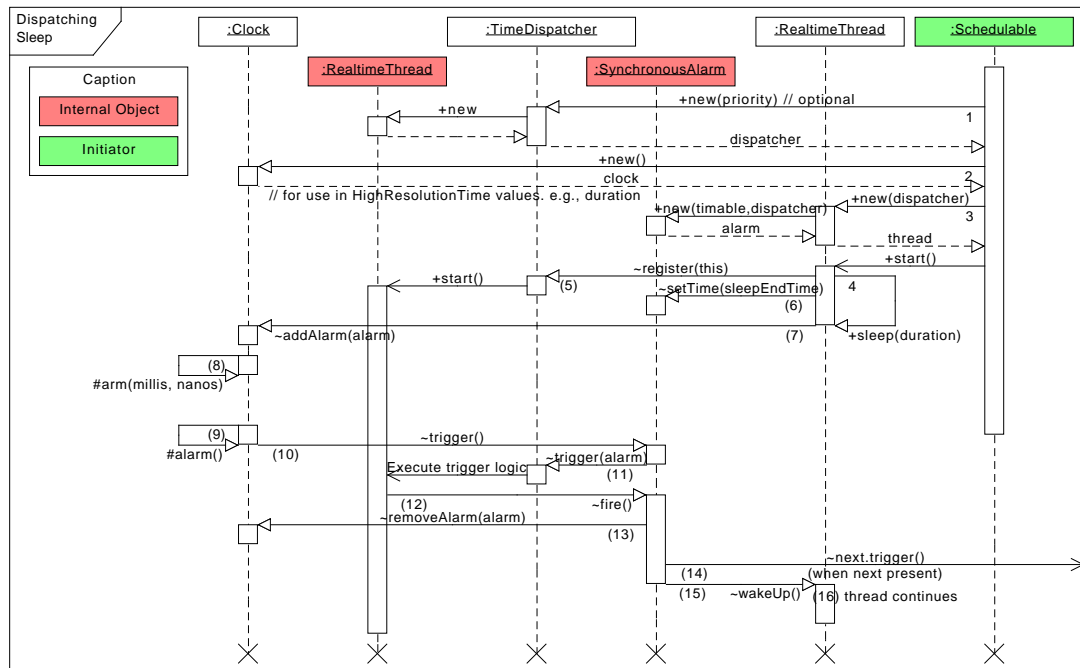 Dispatching
Sleep
:Clock
:TimeDispatcher
:RealtimeThread
:Schedulable
Caption
Internal Object
Initiator
:RealtimeThread
:SynchronousAlarm
+new(priority) // optional
1
+new
dispatcher
+new()
clock
2
// for use in HighResolutionTime values. e.g., duration
+new(dispatcher)
+new(timable,dispatcher)
3
alarm
thread
+start()
~register(this)
+start()
(5)
4
~setTime(sleepEndTime)
(6)
~addAlarm(alarm)
(7)
+sleep(duration)
(8)
#arm(millis, nanos)
(9)
~trigger()
#alarm()
(10)
~trigger(alarm)
Execute trigger logic
(11)
(12)
~fire()
~removeAlarm(alarm)
(13)
~next.trigger()
(14)
(when next present)
(15)
~wakeUp()
(16) thread continues